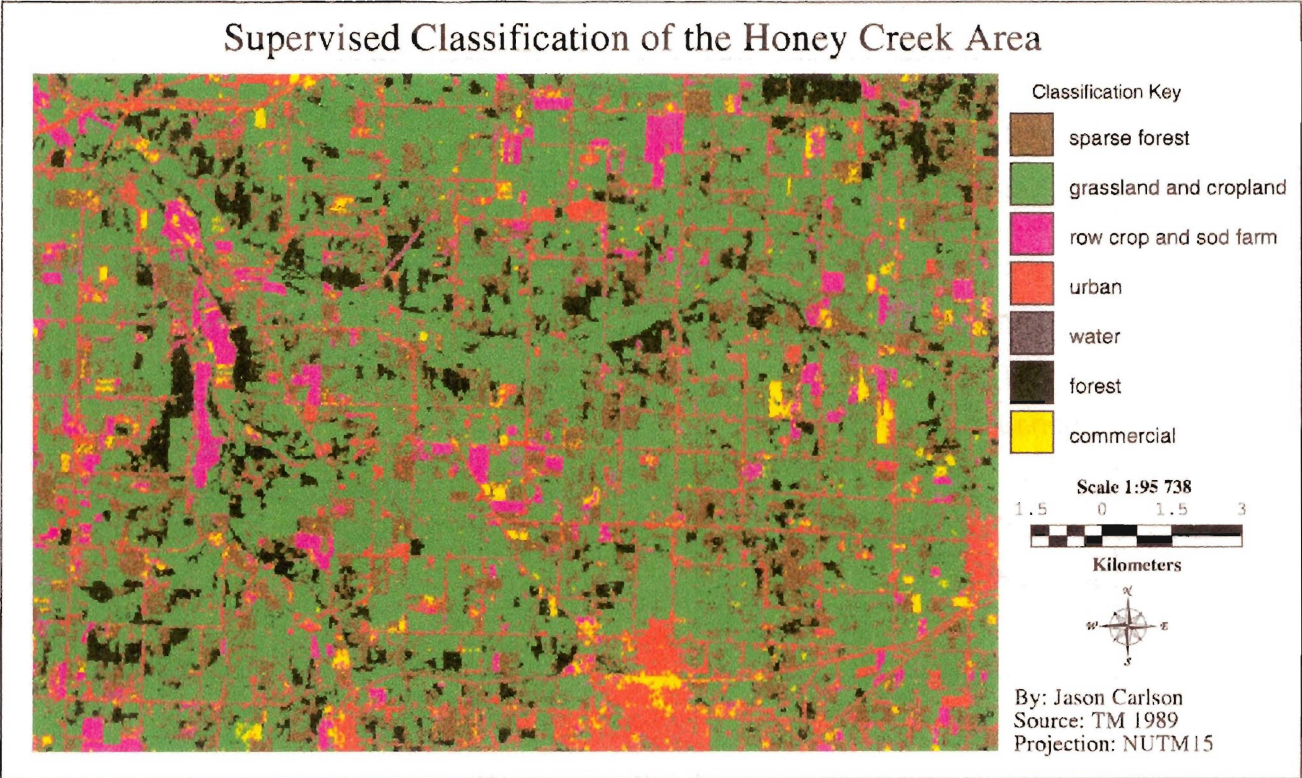 Supervised Classification of the Honey Creek Area
Classification Key
sparse forest
grassland and cropland
row crop and sod farm
urban
water
forest
commercial
Scale 1:95 738
1.5 0 1.5 3
Kilometers
N
W E
S
By: Jason Carlson
Source: TM 1989
Projection: NUTM15